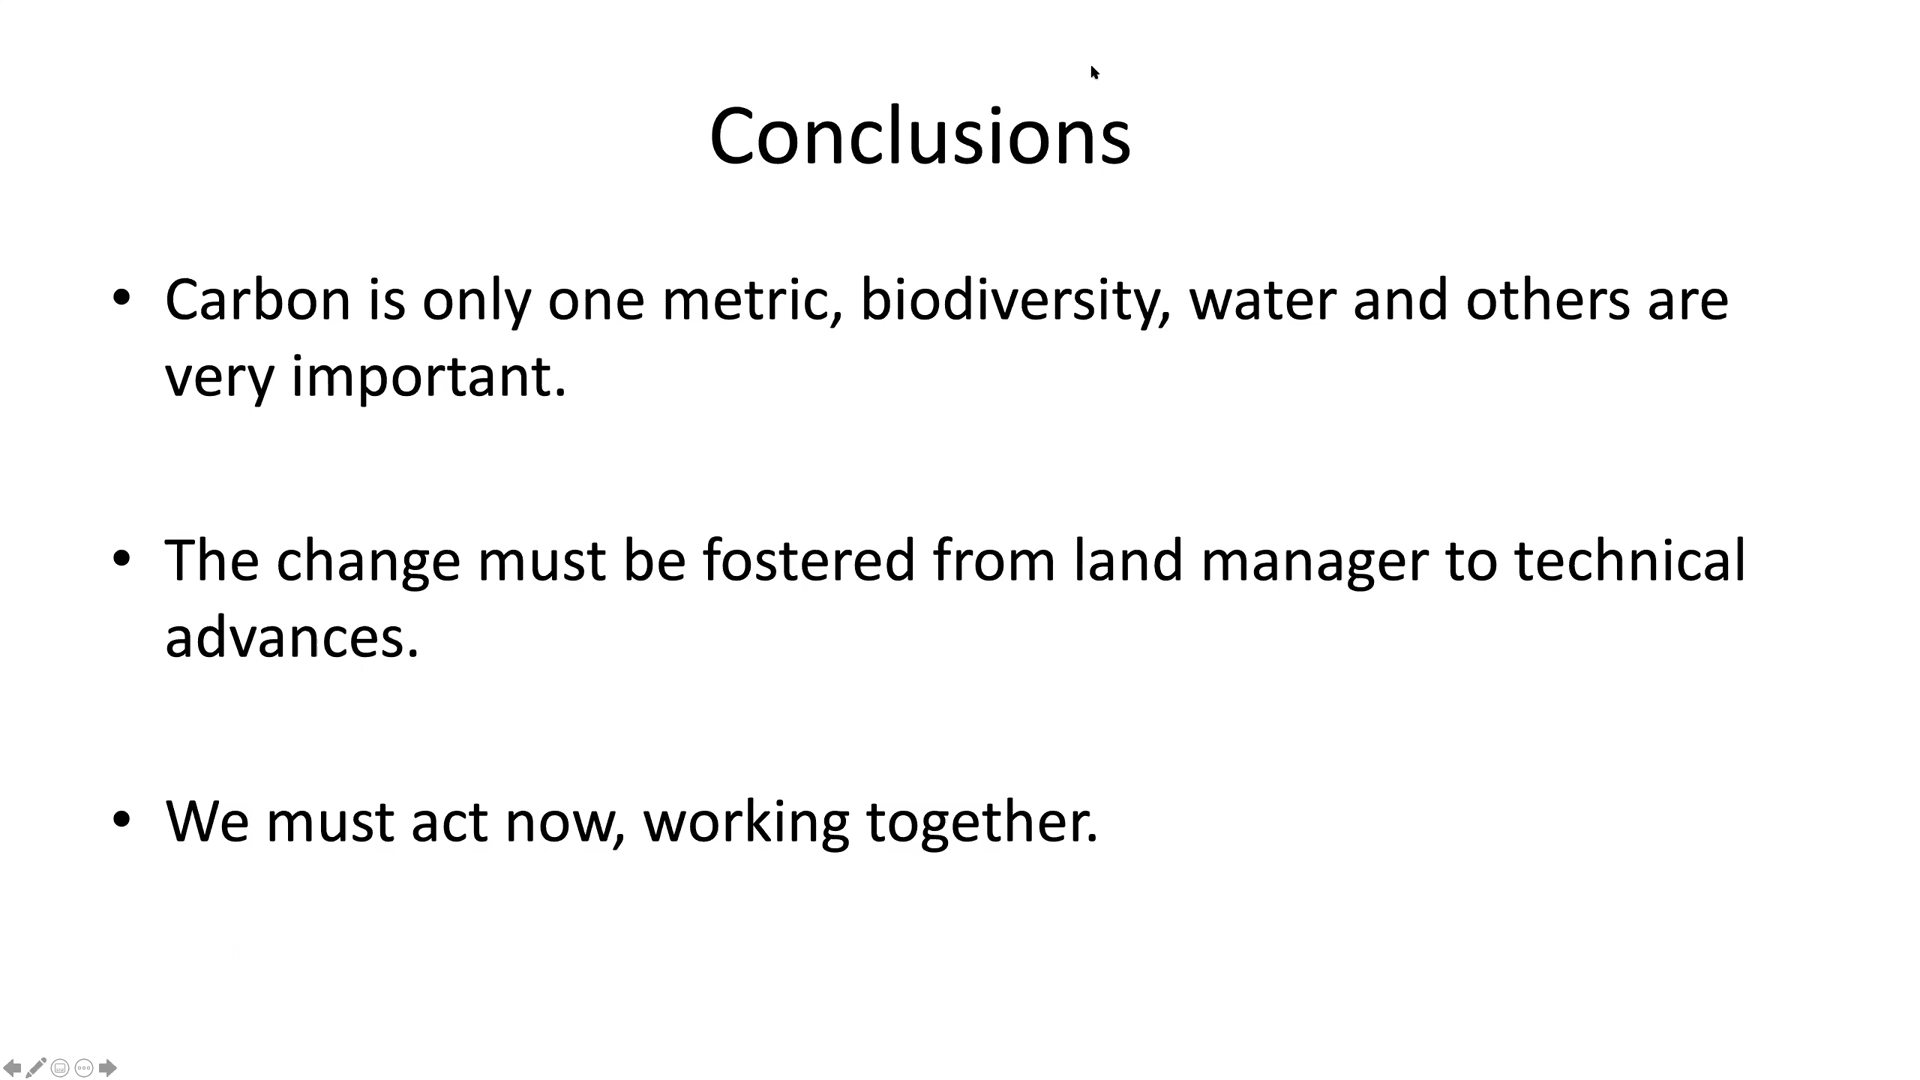 Conclusions
• Carbon is only one metric, biodiversity, water and others are
very important.
• The change must be fostered from land manager to technical
advances.
• We must act now, working together.